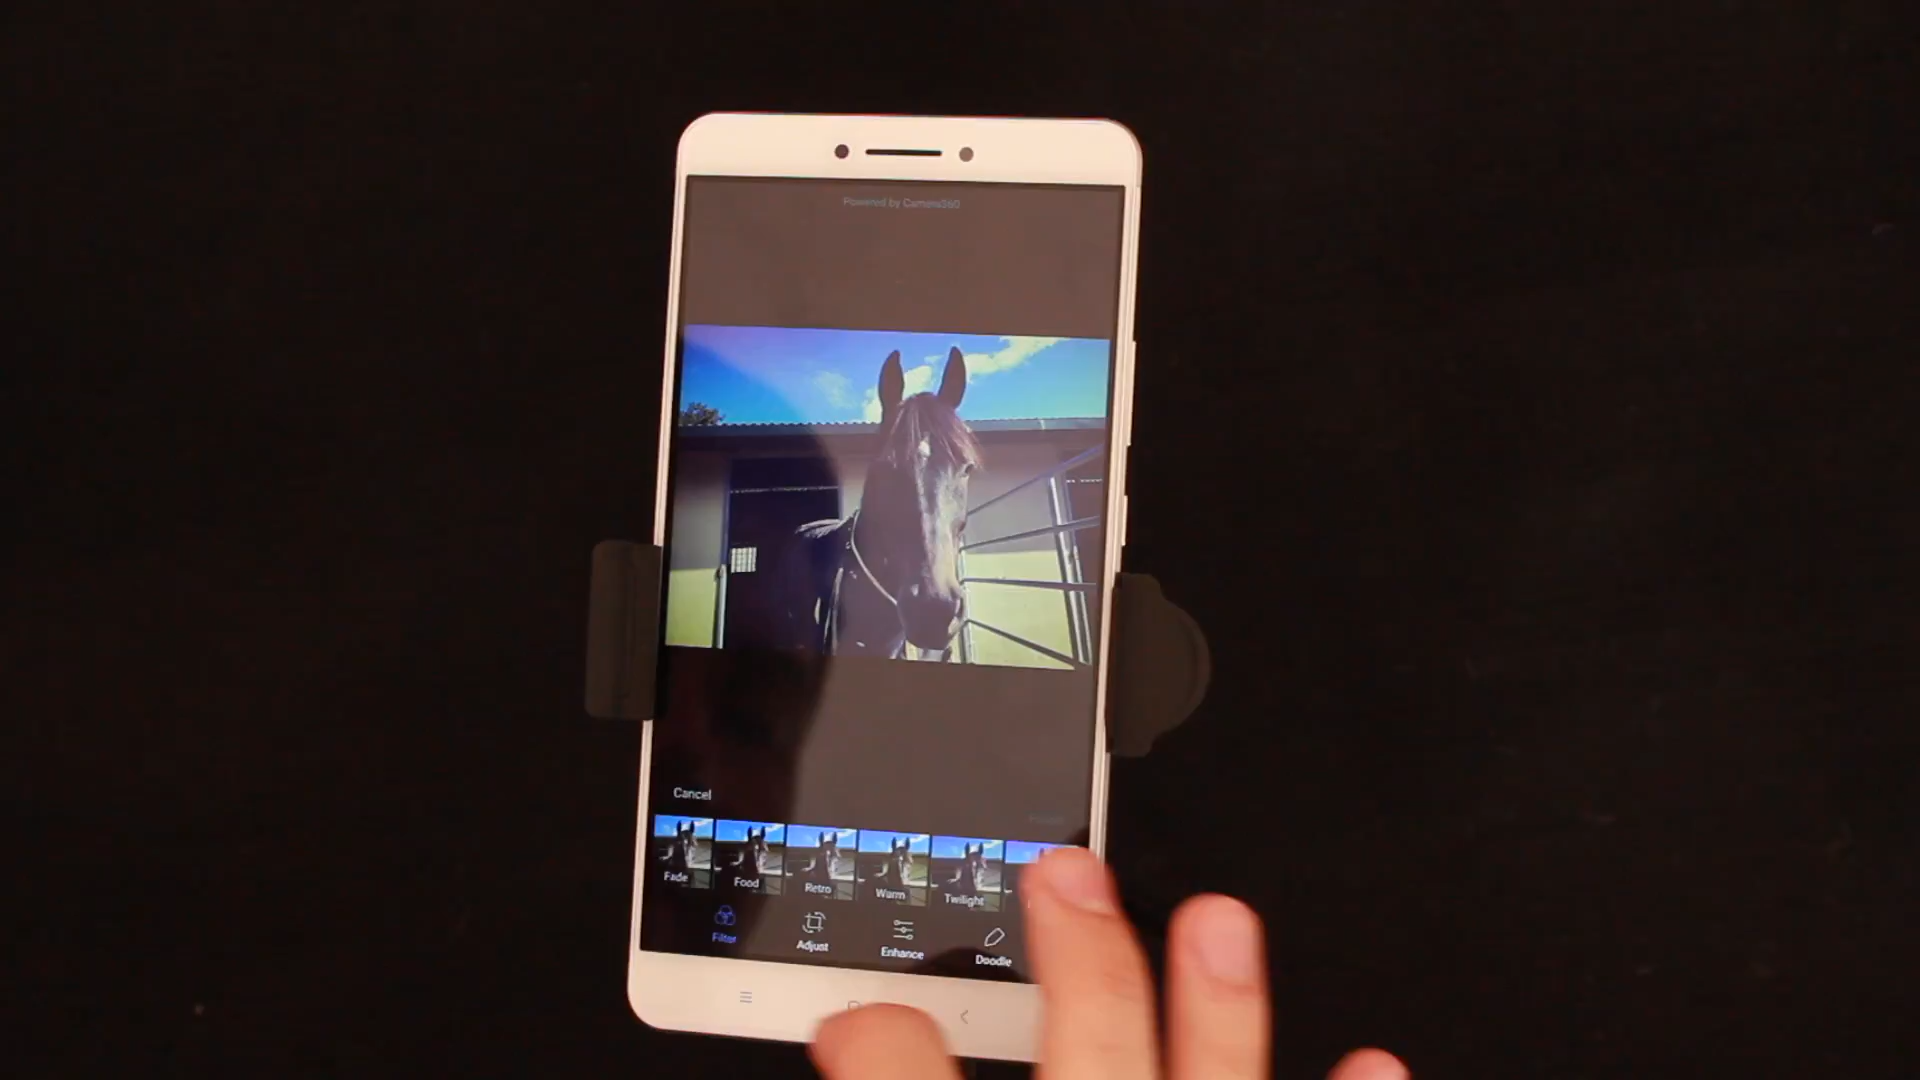 Powered by Camera360
Cancel
Fade
Food
Retro
Warm
Twilight
Filter
Adjust
Enhance
Doodle